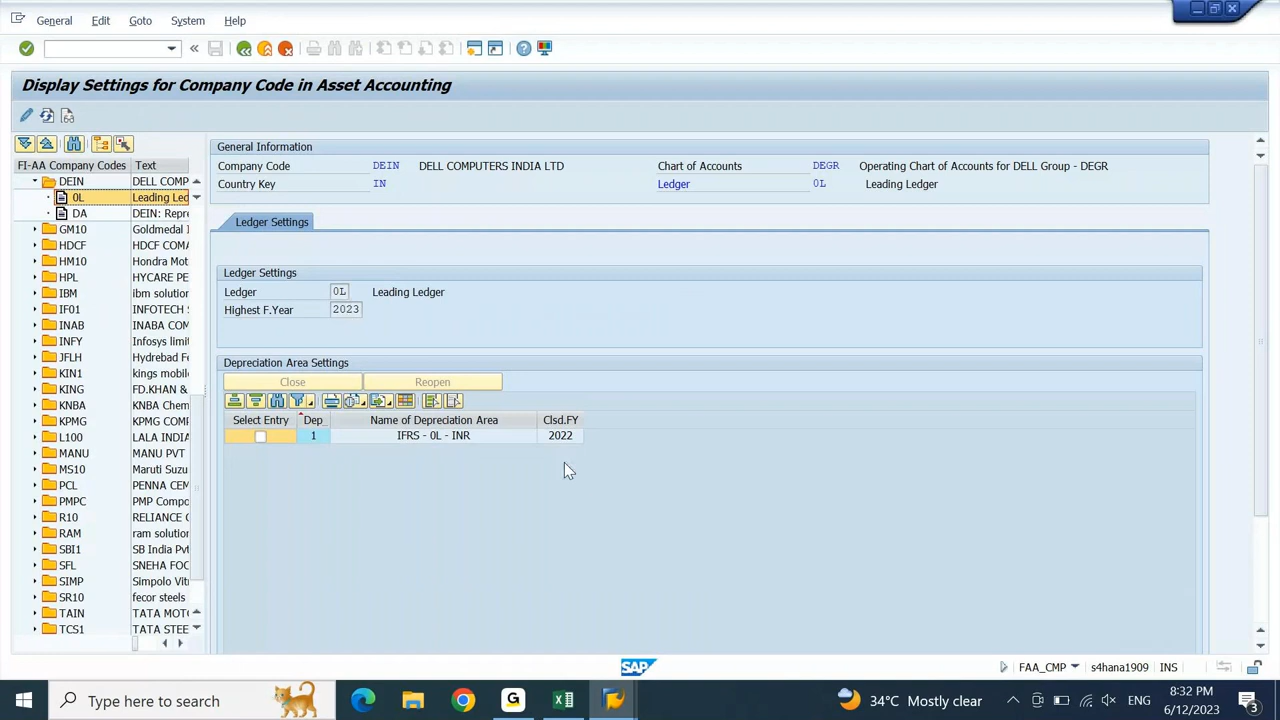 General Edit Goto System Help
Display Settings for Company Code in Asset Accounting
FI-AA Company Codes Text
DEIN DELL COMP
0L Leading Led
DA DEIN: Repre
GM10 Goldmedal I
HDCF HDCF COMA
HM10 Hondra Mot
HPL HYCARE PE
IBM ibm solution
IF01 INFOTECH S
INAB INABA COM
INFY Infosys limit
JFLH Hydrebad Fe
KIN1 kings mobile
KING FD.KHAN &
KNBA KNBA Chem
KPMG KPMG COMP
L100 LALA INDIA
MANU MANU PVT
MS10 Maruti Suzu
PCL PENNA CEM
PMPC PMP Compo
R10 RELIANCE C
RAM ram solution
SBI1 SB India Pvt
SFL SNEHA FOC
SIMP Simpolo Vitr
SR10 fecor steels
TAIN TATA MOTO
TCS1 TATA STEE
General Information
Company Code DEIN DELL COMPUTERS INDIA LTD Chart of Accounts DEGR Operating Chart of Accounts for DELL Group - DEGR
Country Key IN Ledger 0L Leading Ledger
Ledger Settings
Ledger Settings
Ledger 0L Leading Ledger
Highest F.Year 2023
Depreciation Area Settings
Close Reopen
Select Entry Dep Name of Depreciation Area Clsd.FY
1 IFRS - 0L - INR 2022
SAP FAA_CMP s4hana1909 INS
Type here to search
34°C Mostly clear
ENG
8:32 PM
6/12/2023
3